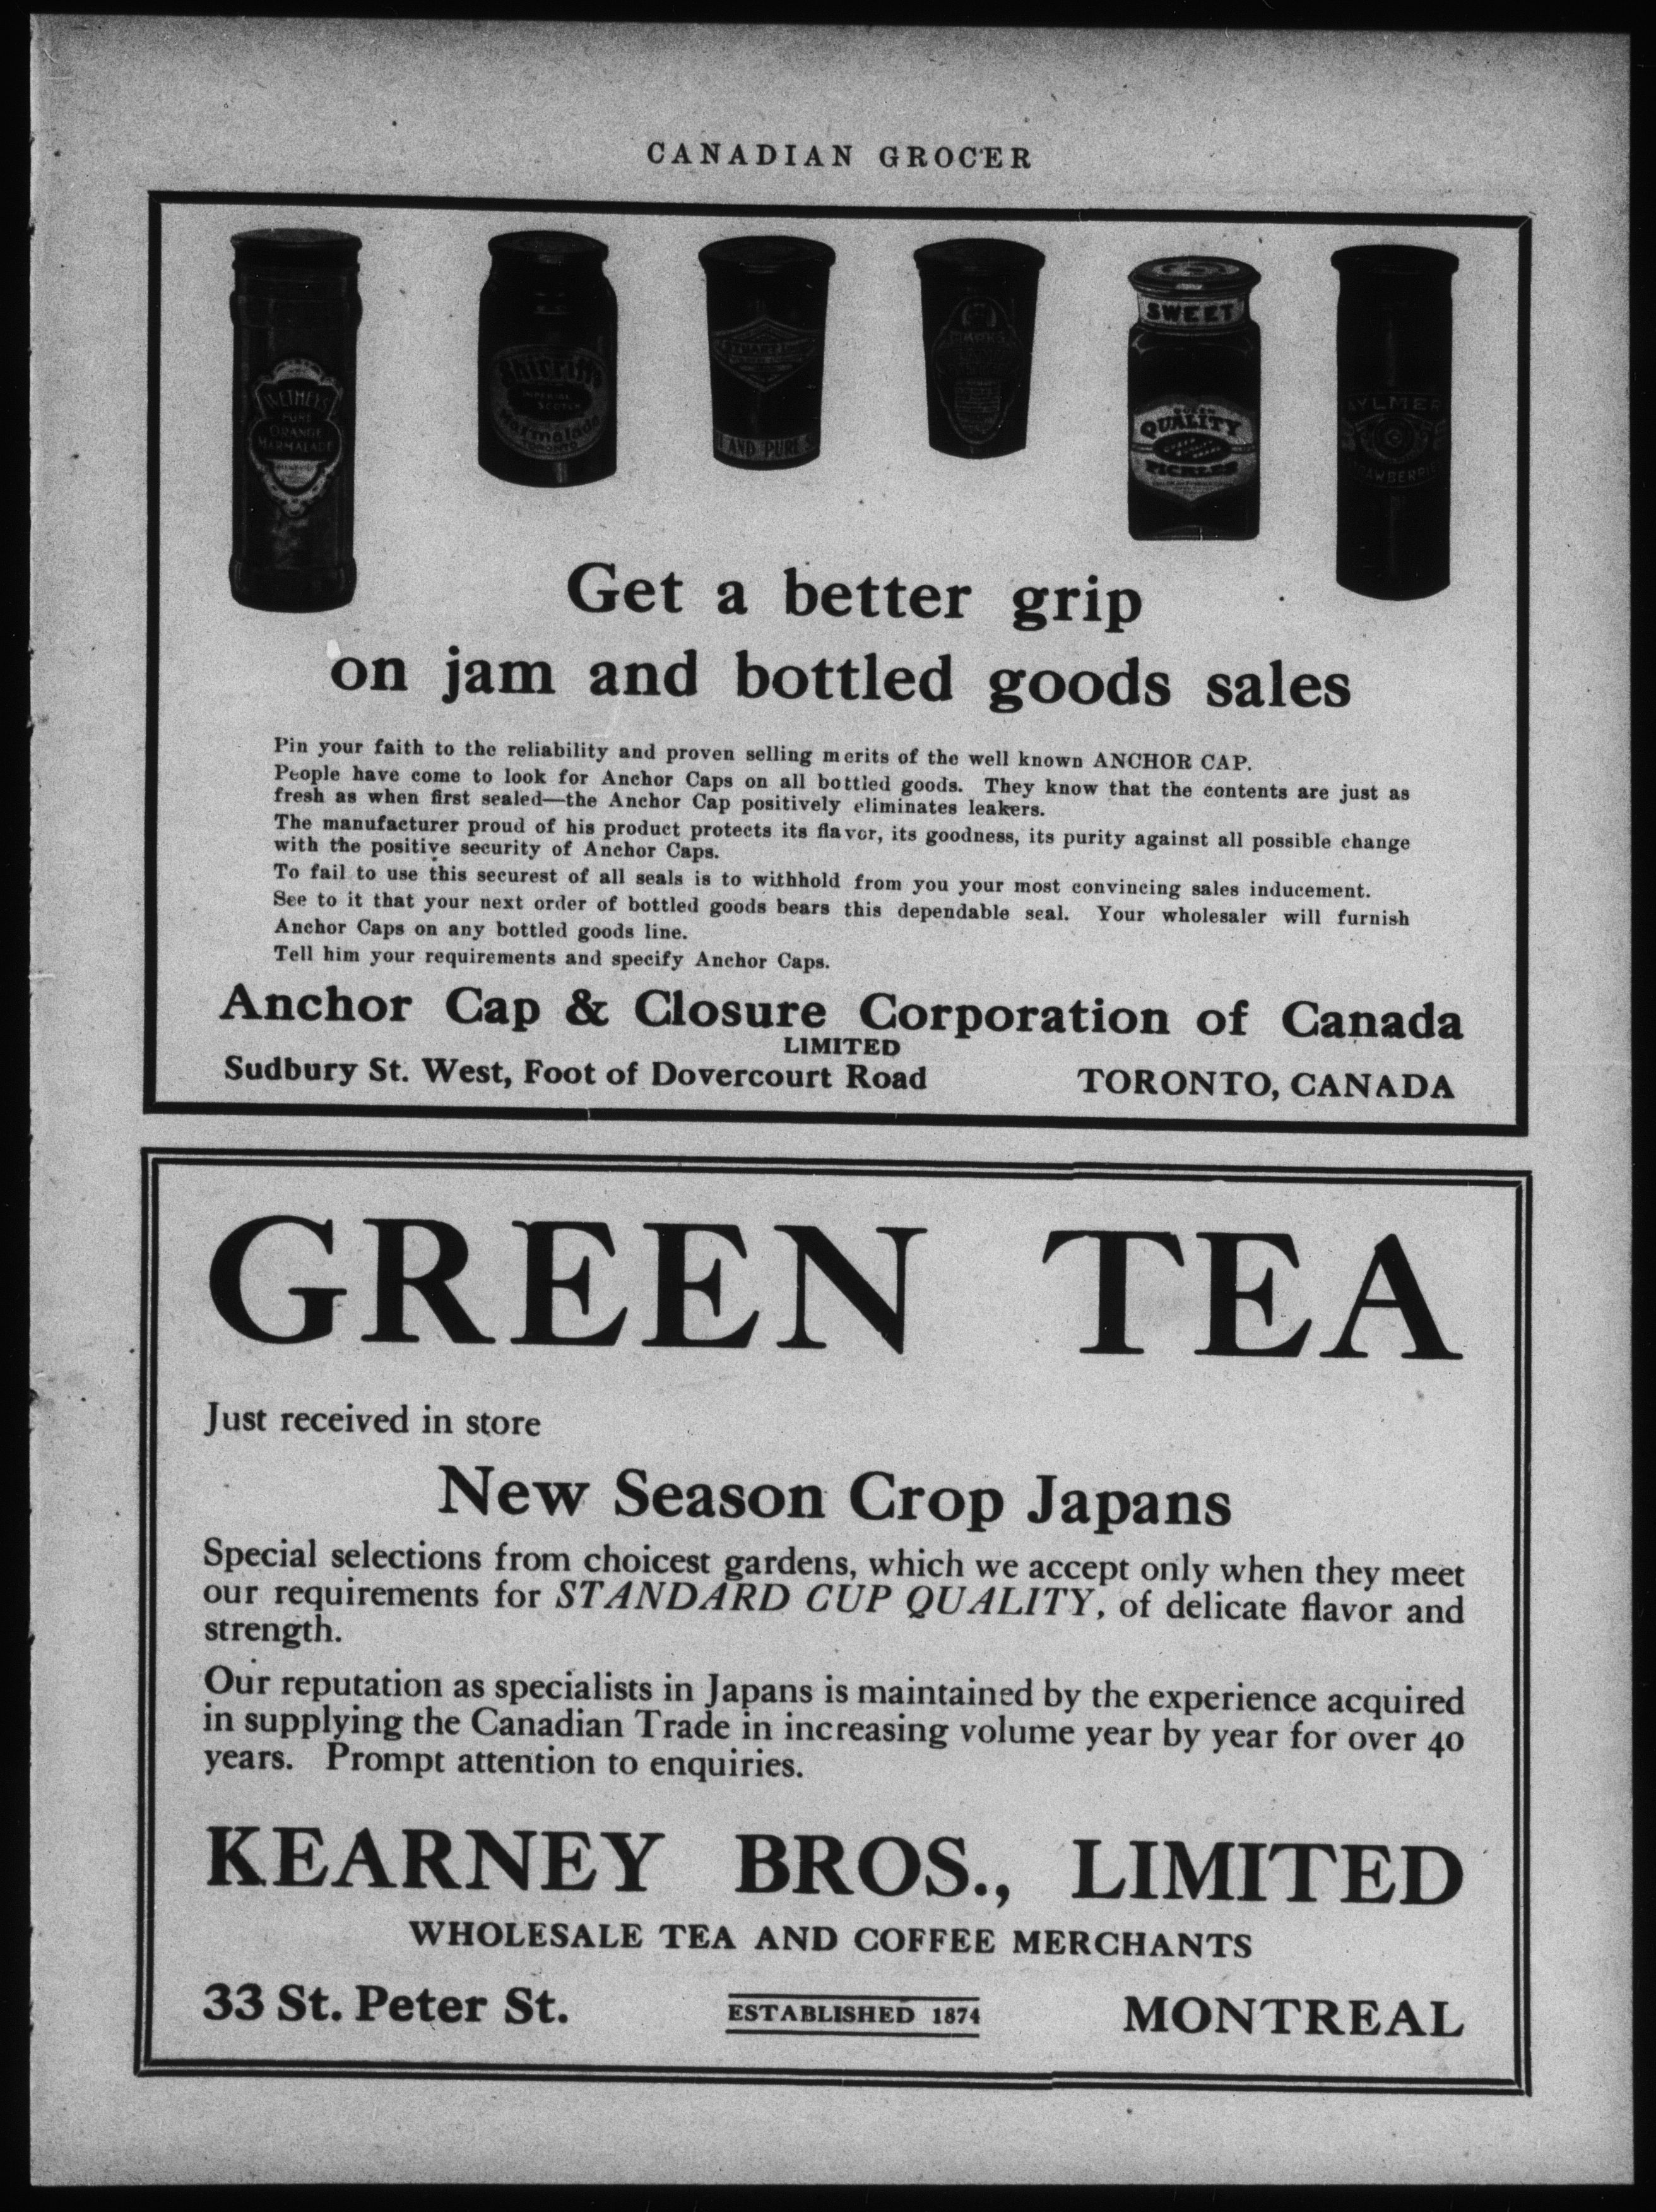 CANADIAN GROCER
WETHEY'S
PURE
ORANGE
MARMALADE
Shirriff's
IMPERIAL
SCOTCH
Marmalade
TORONTO
AND PURE
SWEET
QUALITY
PICKLES
AYLMER
Get a better grip
on jam and bottled goods sales
Pin your faith to the reliability and proven selling merits of the well known ANCHOR CAP.
People have come to look for Anchor Caps on all bottled goods. They know that the contents are just as
fresh as when first sealed—the Anchor Cap positively eliminates leakers.
The manufacturer proud of his product protects its flavor, its goodness, its purity against all possible change
with the positive security of Anchor Caps.
To fail to use this securest of all seals is to withhold from you your most convincing sales inducement.
See to it that your next order of bottled goods bears this dependable seal. Your wholesaler will furnish
Anchor Caps on any bottled goods line.
Tell him your requirements and specify Anchor Caps.
Anchor Cap & Closure Corporation of Canada
LIMITED
Sudbury St. West, Foot of Dovercourt Road TORONTO, CANADA
GREEN TEA
Just received in store
New Season Crop Japans
Special selections from choicest gardens, which we accept only when they meet
our requirements for STANDARD CUP QUALITY, of delicate flavor and
strength.
Our reputation as specialists in Japans is maintained by the experience acquired
in supplying the Canadian Trade in increasing volume year by year for over 40
years. Prompt attention to enquiries.
KEARNEY BROS., LIMITED
WHOLESALE TEA AND COFFEE MERCHANTS
33 St. Peter St. ESTABLISHED 1874 MONTREAL